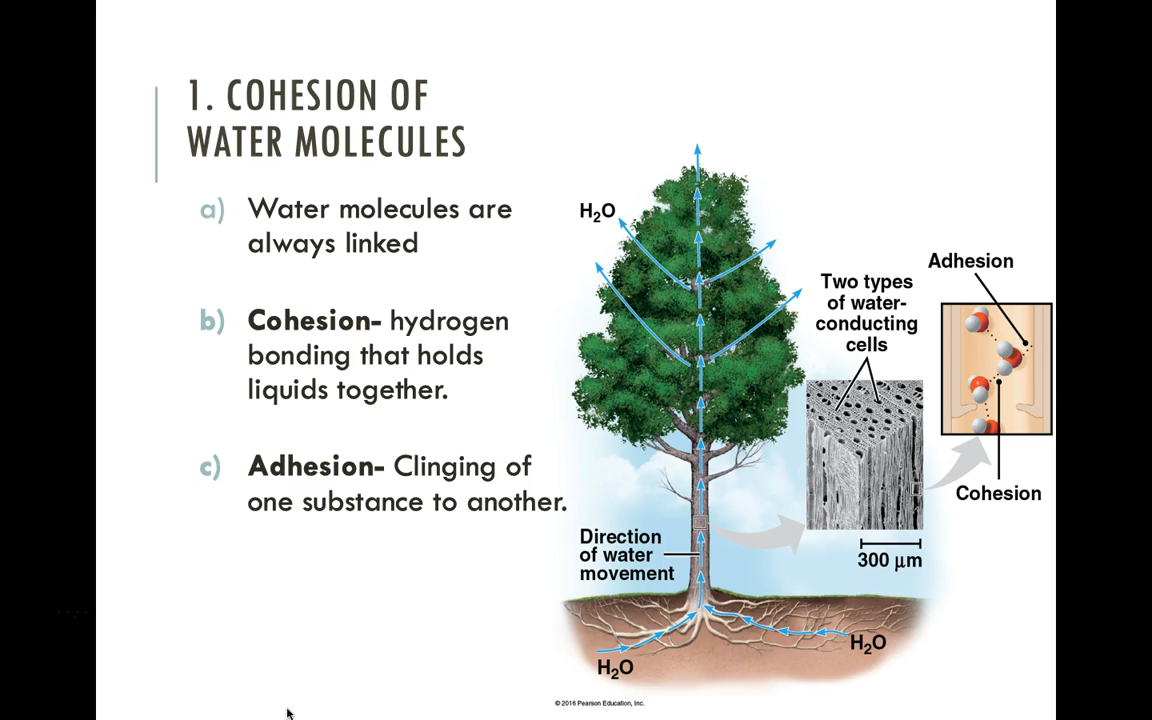 1. COHESION OF
WATER MOLECULES
a) Water molecules are
always linked
b) Cohesion- hydrogen
bonding that holds
liquids together.
c) Adhesion- Clinging of
one substance to another.
H₂O
Adhesion
Two types
of water-
conducting
cells
Cohesion
Direction
of water
movement
300 µm
H₂O
H₂O
© 2016 Pearson Education, Inc.